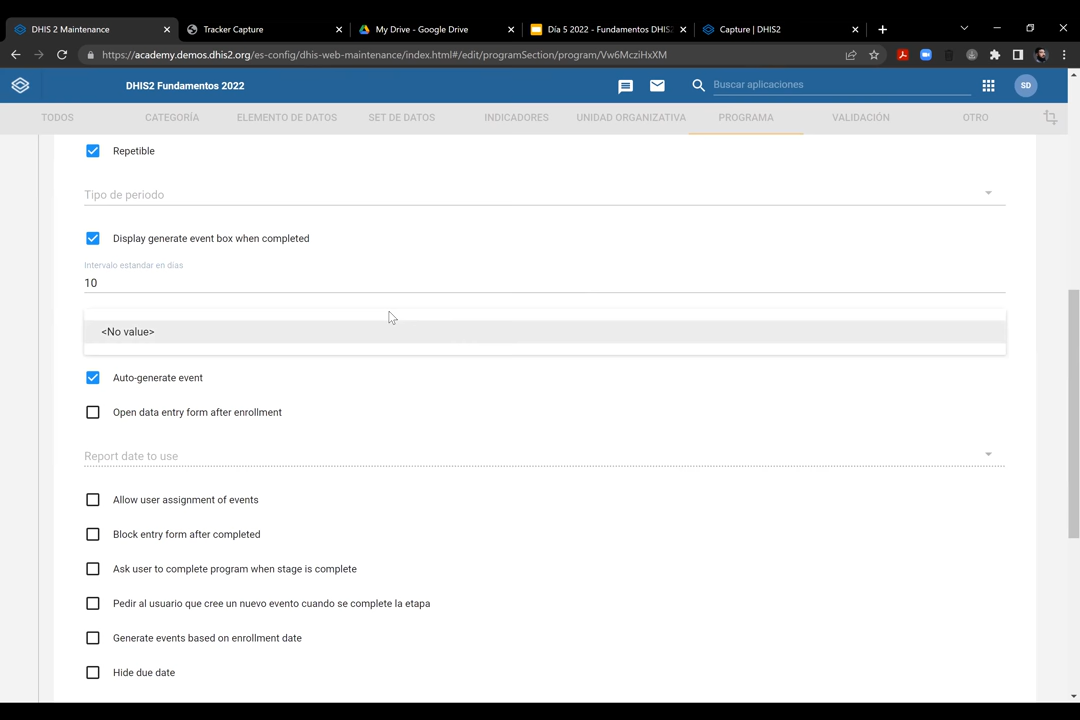 DHIS 2 Maintenance
Tracker Capture
My Drive - Google Drive
Día 5 2022 - Fundamentos DHIS2
Capture | DHIS2
https://academy.demos.dhis2.org/es-config/dhis-web-maintenance/index.html#/edit/programSection/program/Vw6McziHxXM
DHIS2 Fundamentos 2022
Buscar aplicaciones
SD
TODOS
CATEGORÍA
ELEMENTO DE DATOS
SET DE DATOS
INDICADORES
UNIDAD ORGANIZATIVA
PROGRAMA
VALIDACIÓN
OTRO
Repetible
Tipo de periodo
Display generate event box when completed
Intervalo estandar en días
10
<No value>
Auto-generate event
Open data entry form after enrollment
Report date to use
Allow user assignment of events
Block entry form after completed
Ask user to complete program when stage is complete
Pedir al usuario que cree un nuevo evento cuando se complete la etapa
Generate events based on enrollment date
Hide due date